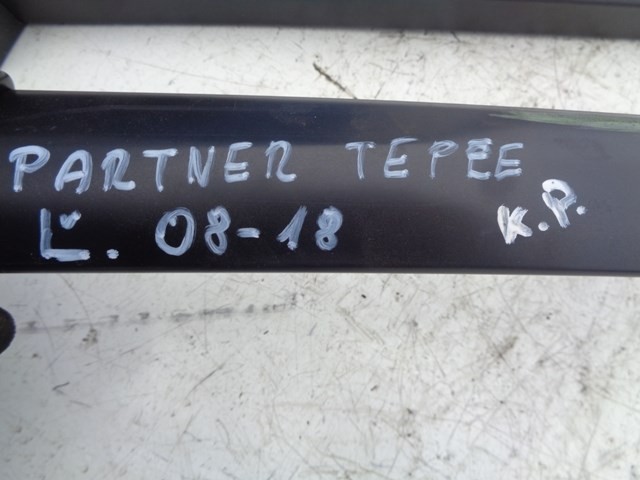 PARTNER TEPEE
Ľ. 08-18 K.P.